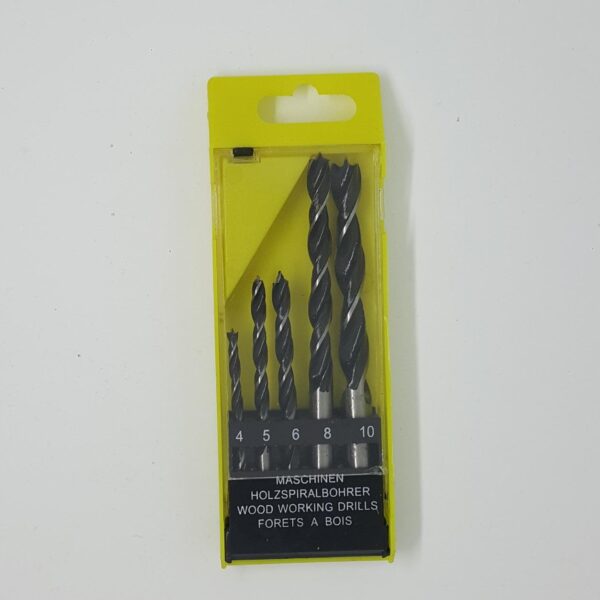 4 5 6 8 10
MASCHINEN
HOLZSPIRALBOHRER
WOOD WORKING DRILLS
FORETS A BOIS